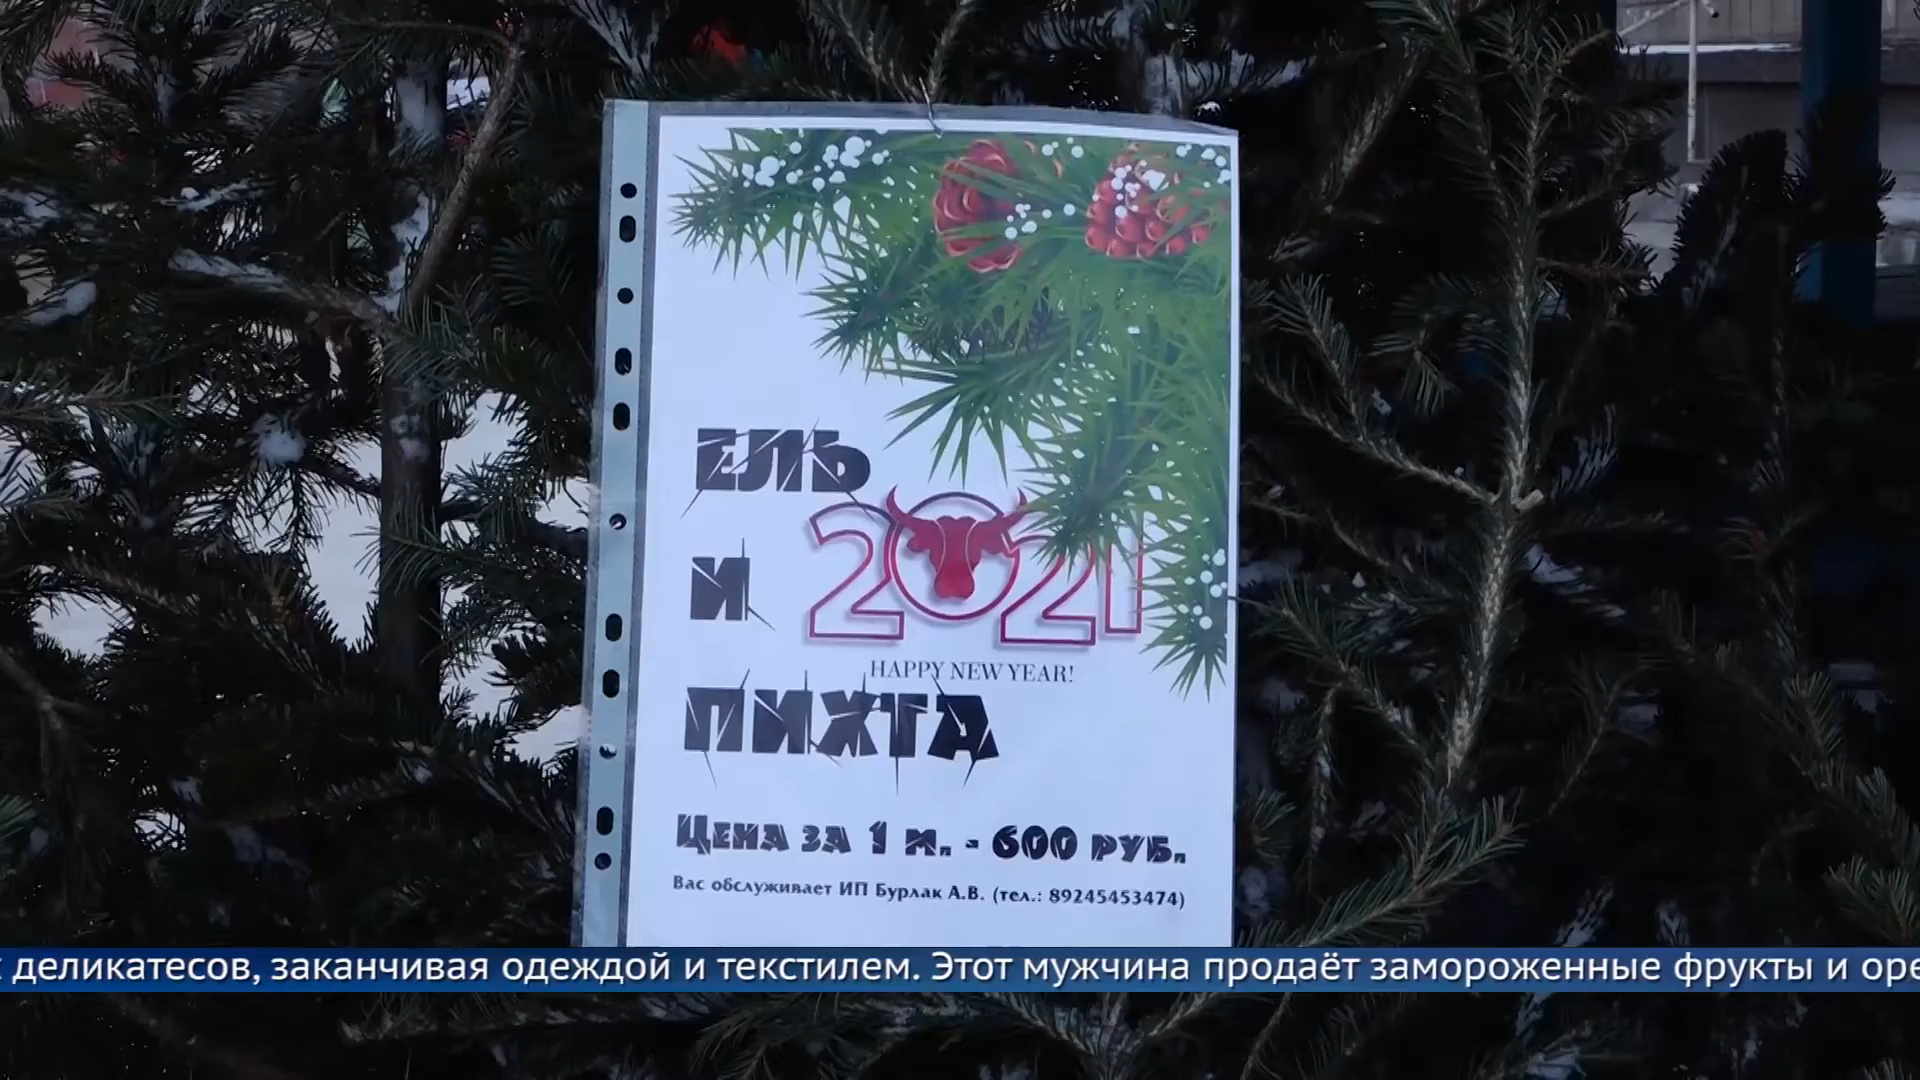 ЕЛЬ
И
2021
HAPPY NEW YEAR!
ПИХТА
Цена за 1 м. - 600 руб.
Вас обслуживает ИП Бурлак А.В. (тел.: 89245453474)
деликатесов, заканчивая одеждой и текстилем. Этот мужчина продаёт замороженные фрукты и оре